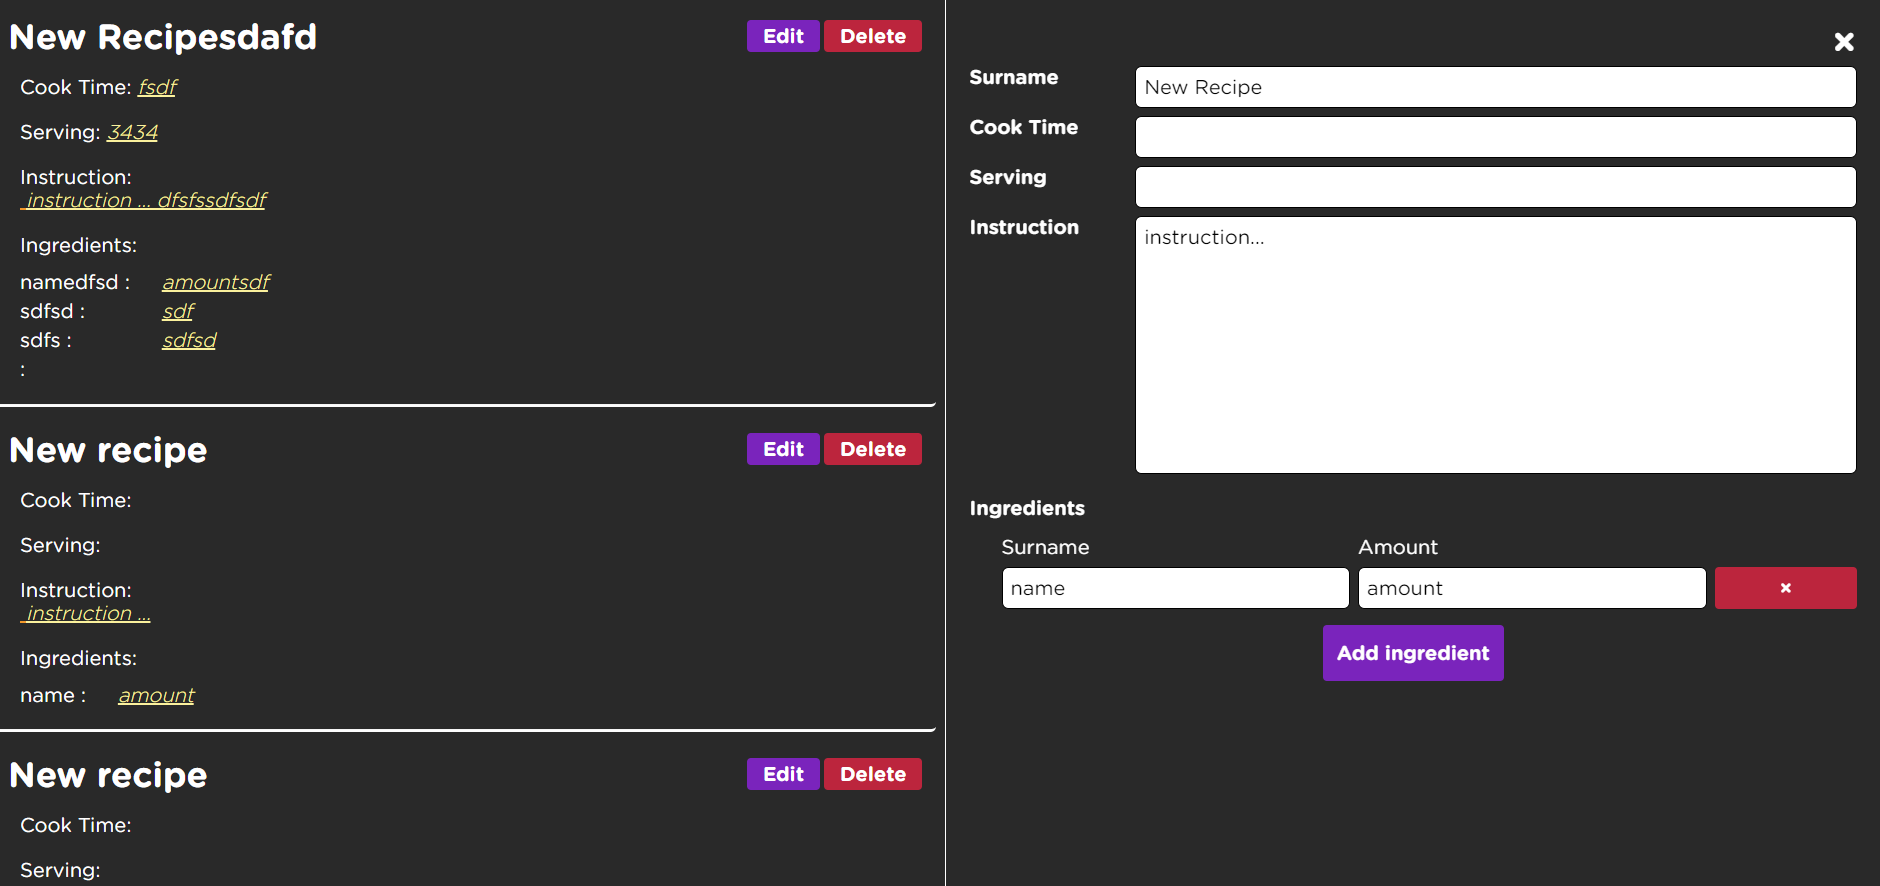 New Recipesdafd
Edit
Delete
Cook Time: fsdf
Serving: 3434
Instruction:
instruction ... dfsfssdfsdf
Ingredients:
namedfsd : amountsdf
sdfsd : sdf
sdfs : sdfsd
:
New recipe
Edit
Delete
Cook Time:
Serving:
Instruction:
instruction ...
Ingredients:
name : amount
New recipe
Edit
Delete
Cook Time:
Serving:
Surname
New Recipe
Cook Time
Serving
Instruction
instruction...
Ingredients
Surname
Amount
name
amount
Add ingredient